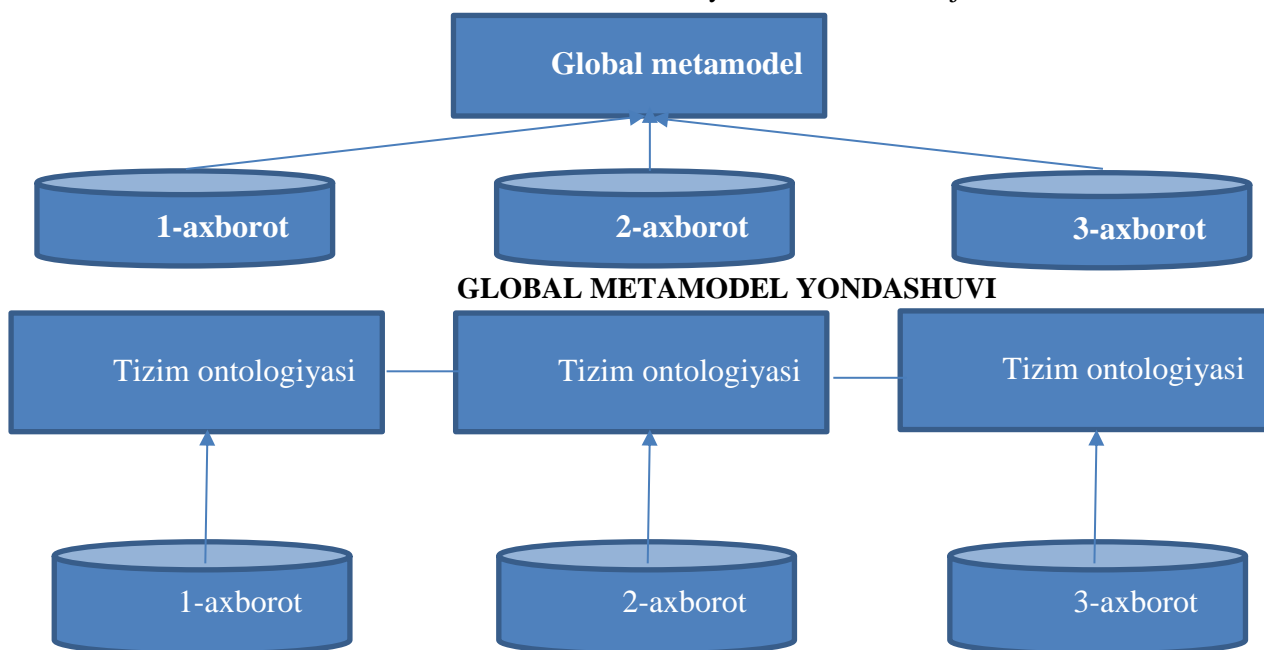 Global metamodel
1-axborot
2-axborot
3-axborot
GLOBAL METAMODEL YONDASHUVI
Tizim ontologiyasi
Tizim ontologiyasi
Tizim ontologiyasi
1-axborot
2-axborot
3-axborot